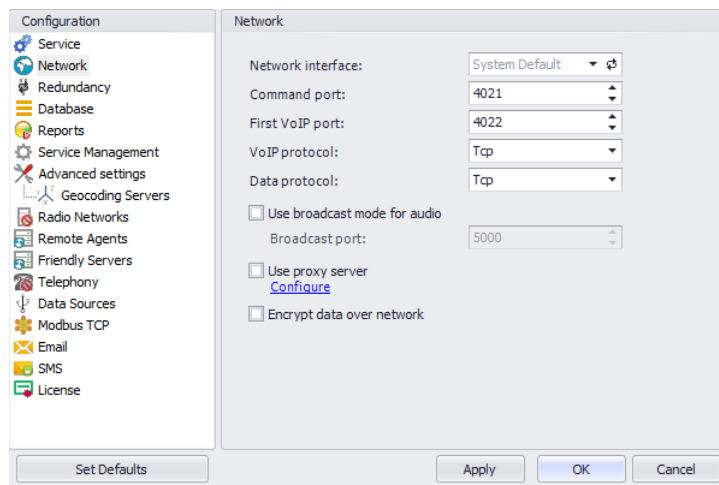 Configuration
Service
Network
Redundancy
Database
Reports
Service Management
Advanced settings
Geocoding Servers
Radio Networks
Remote Agents
Friendly Servers
Telephony
Data Sources
Modbus TCP
Email
SMS
License
Set Defaults
Network
Network interface: System Default
Command port: 4021
First VoIP port: 4022
VoIP protocol: Tcp
Data protocol: Tcp
Use broadcast mode for audio
Broadcast port: 5000
Use proxy server
Configure
Encrypt data over network
Apply OK Cancel